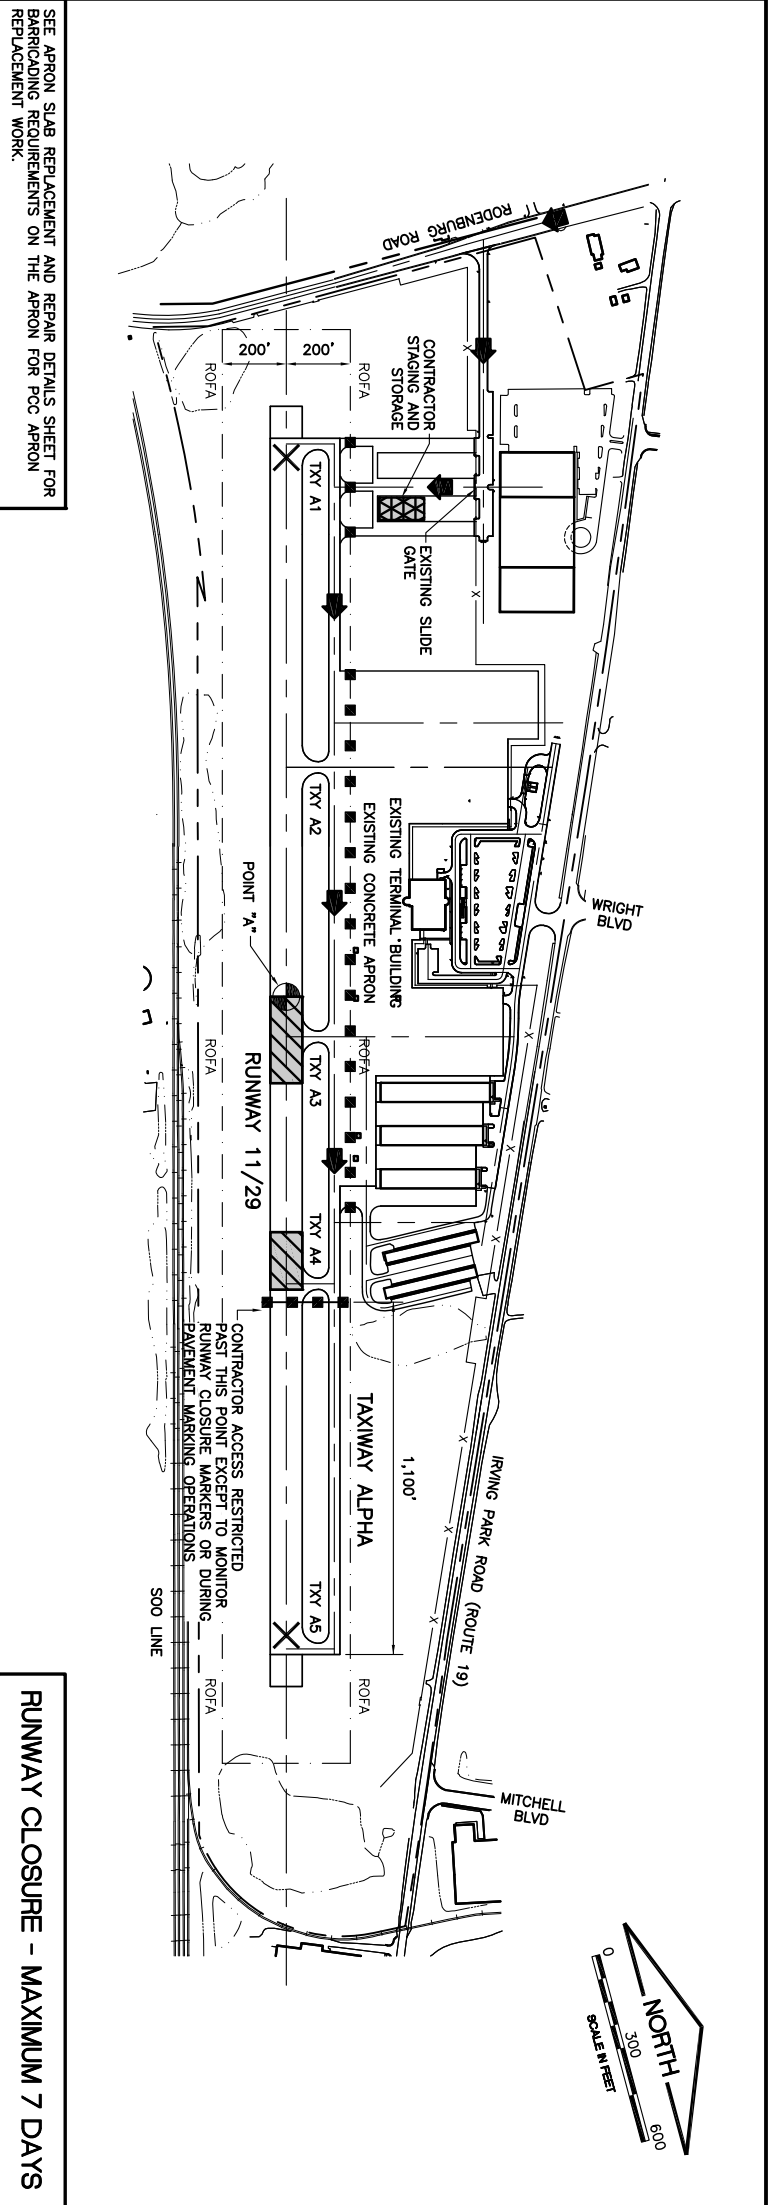 SEE APRON SLAB REPLACEMENT AND REPAIR DETAILS SHEET FOR
BARRICADING REQUIREMENTS ON THE APRON FOR PCC APRON
REPLACEMENT WORK.
RODENBURG ROAD
200'
200'
ROFA
ROFA
CONTRACTOR
STAGING AND
STORAGE
EXISTING SLIDE
GATE
X
X
TXY A1
TXY A2
EXISTING TERMINAL BUILDING
EXISTING CONCRETE APRON
WRIGHT
BLVD
POINT "A"
ROFA
ROFA
TXY A3
RUNWAY 11/29
TXY A4
X
X
X
X
CONTRACTOR ACCESS RESTRICTED
PAST THIS POINT EXCEPT TO MONITOR
RUNWAY CLOSURE MARKERS OR DURING
PAVEMENT MARKING OPERATIONS
TAXIWAY ALPHA
1,100'
X
X
X
IRVING PARK ROAD (ROUTE 19)
TXY A5
SOO LINE
ROFA
ROFA
MITCHELL
BLVD
NORTH
0
300
600
SCALE IN FEET
RUNWAY CLOSURE - MAXIMUM 7 DAYS